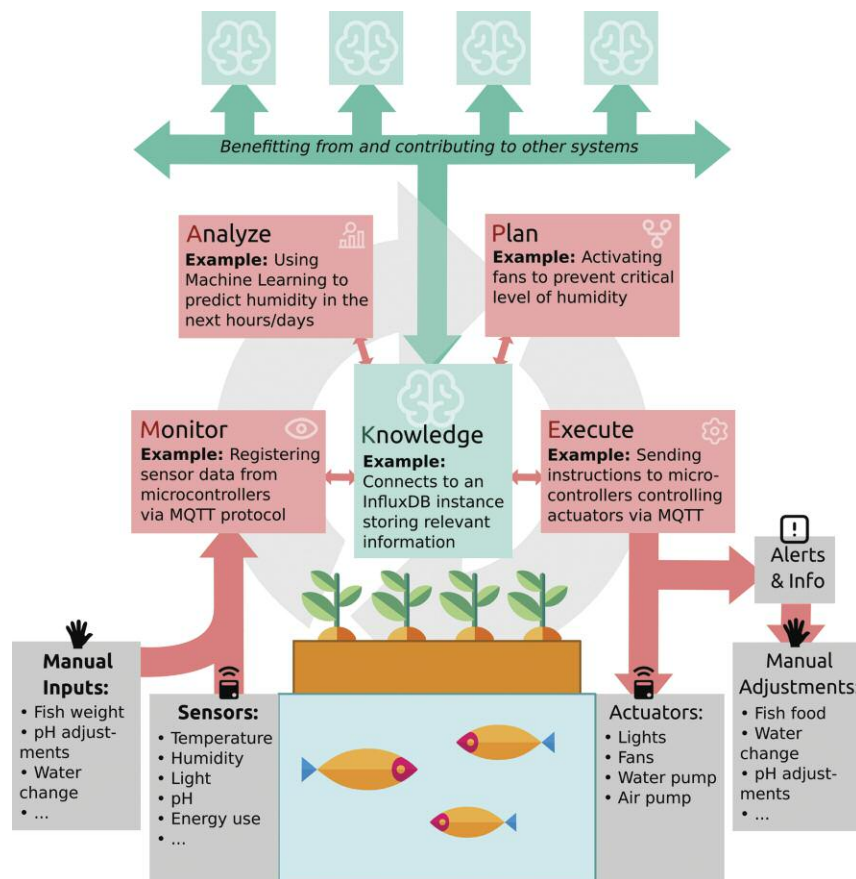 Benefitting from and contributing to other systems
Analyze
Example: Using
Machine Learning to
predict humidity in the
next hours/days
Plan
Example: Activating
fans to prevent critical
level of humidity
Monitor
Example: Registering
sensor data from
microcontrollers
via MQTT protocol
Knowledge
Example:
Connects to an
InfluxDB instance
storing relevant
information
Execute
Example: Sending
instructions to micro-
controllers controlling
actuators via MQTT
Alerts
& Info
Manual
Inputs:
• Fish weight
• pH adjust-
ments
• Water
change
• ...
Sensors:
• Temperature
• Humidity
• Light
• pH
• Energy use
• ...
Actuators:
• Lights
• Fans
• Water pump
• Air pump
Manual
Adjustments:
• Fish food
• Water
change
• pH adjust-
ments
• ...